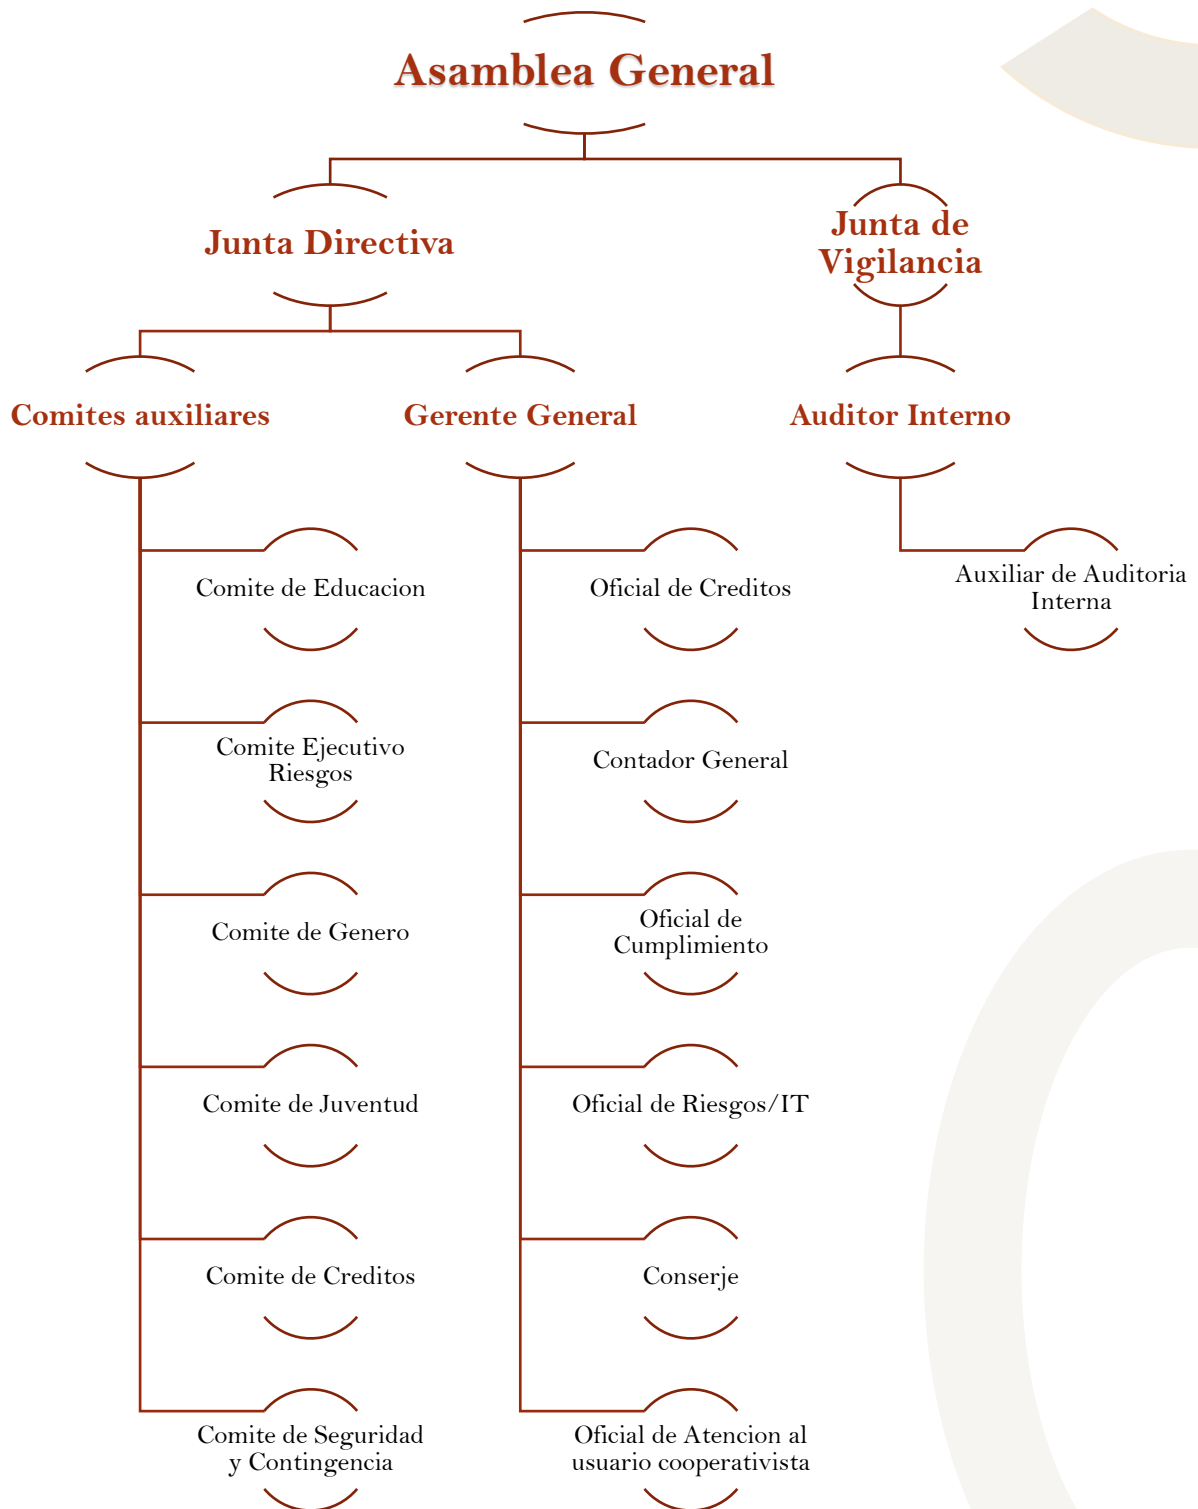 Asamblea General
Junta Directiva
Junta de
Vigilancia
Comites auxiliares
Gerente General
Auditor Interno
Comite de Educacion
Oficial de Creditos
Auxiliar de Auditoria
Interna
Comite Ejecutivo
Riesgos
Contador General
Comite de Genero
Oficial de
Cumplimiento
Comite de Juventud
Oficial de Riesgos/IT
Comite de Creditos
Conserje
Comite de Seguridad
y Contingencia
Oficial de Atencion al
usuario cooperativista